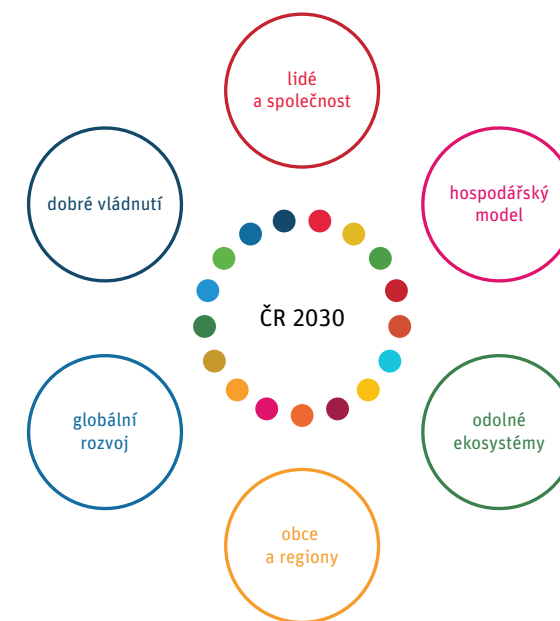 lidé
a společnost
dobré vládnutí
hospodářský
model
ČR 2030
globální
rozvoj
odolné
ekosystémy
obce
a regiony